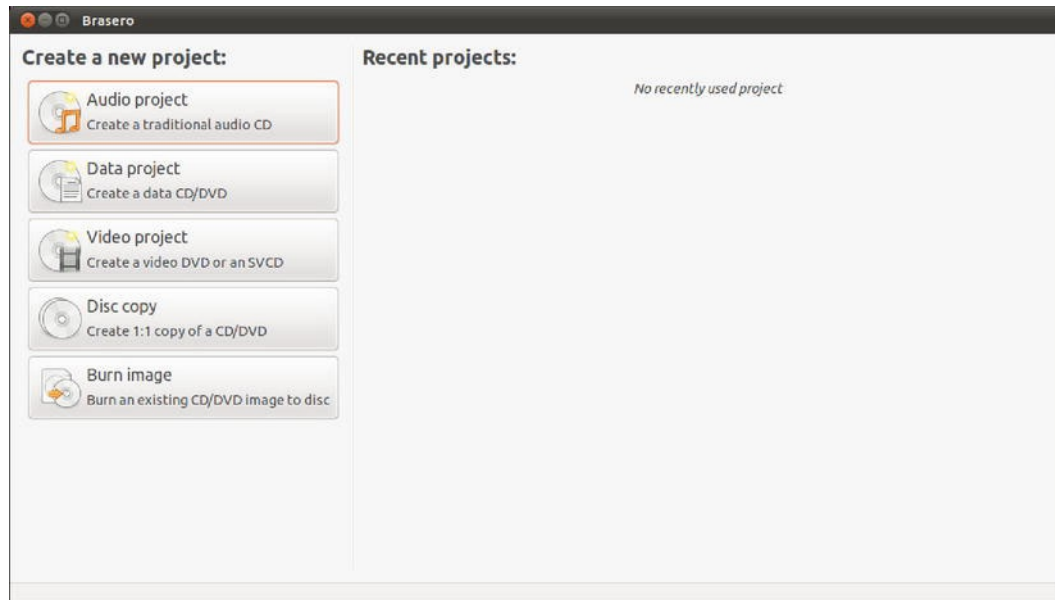 Brasero
Create a new project:
Audio project
Create a traditional audio CD
Data project
Create a data CD/DVD
Video project
Create a video DVD or an SVCD
Disc copy
Create 1:1 copy of a CD/DVD
Burn image
Burn an existing CD/DVD image to disc
Recent projects:
No recently used project